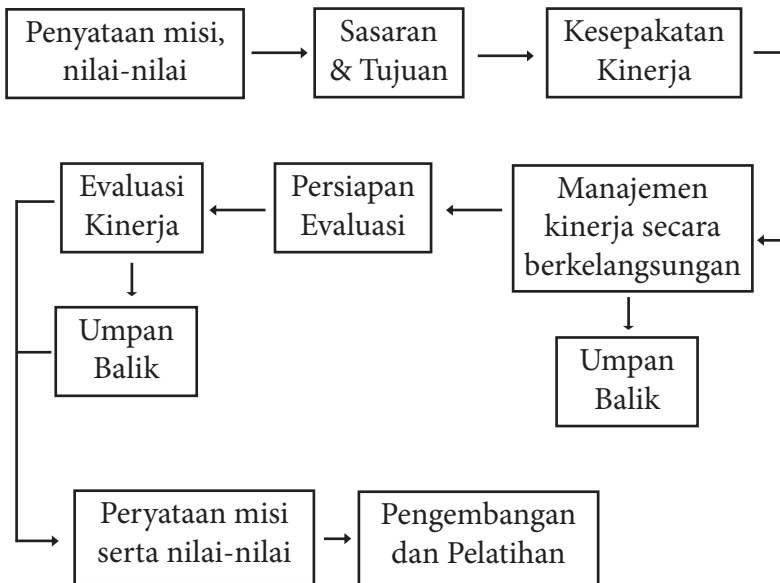 Penyataan misi,
nilai-nilai
Sasaran
& Tujuan
Kesepakatan
Kinerja
Evaluasi
Kinerja
Persiapan
Evaluasi
Manajemen
kinerja secara
berkelangsungan
Umpan
Balik
Umpan
Balik
Peryataan misi
serta nilai-nilai
Pengembangan
dan Pelatihan